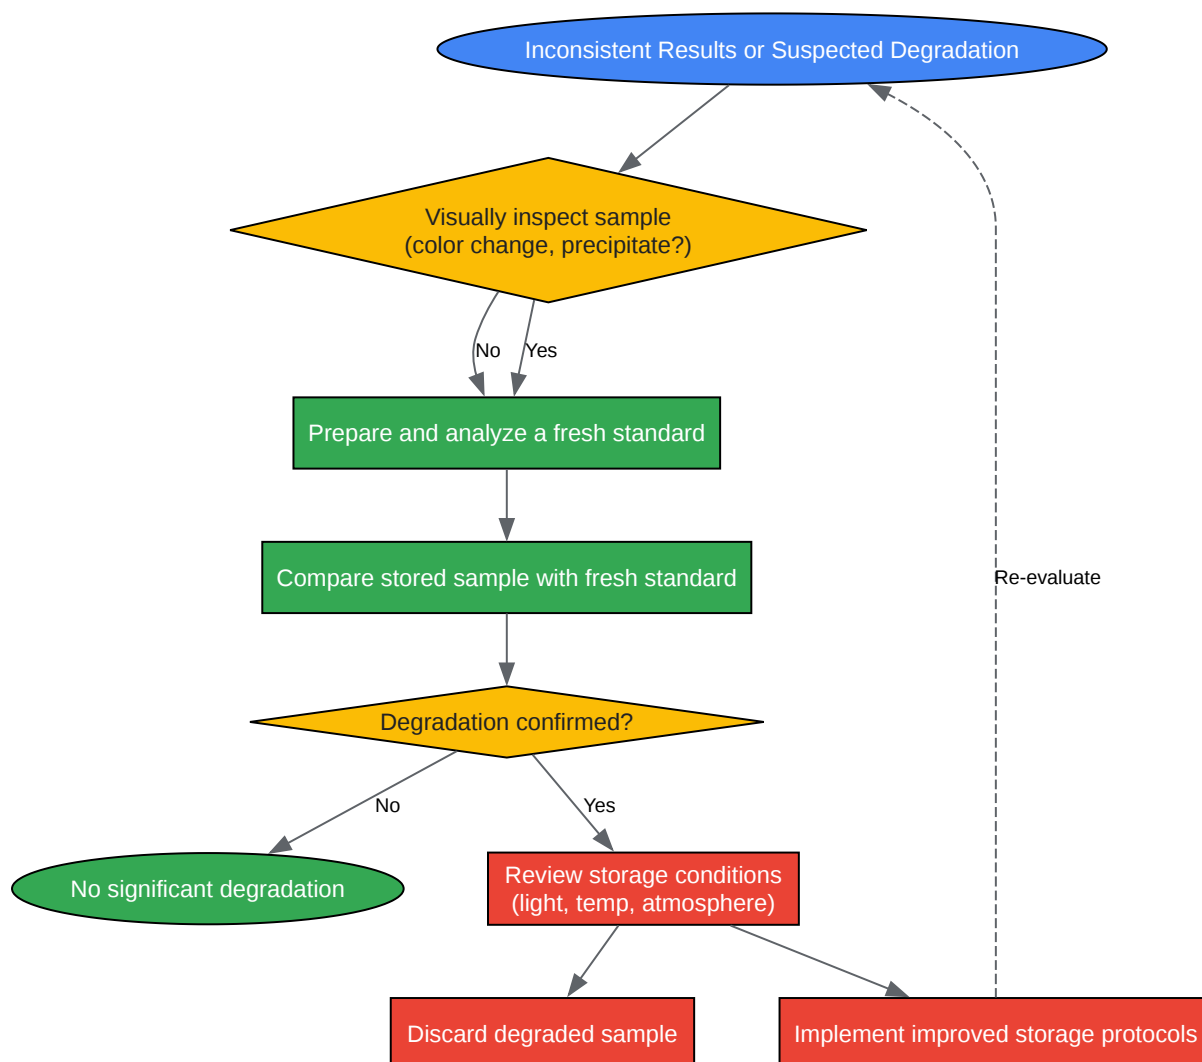 Inconsistent Results or Suspected Degradation
Visually inspect sample
(color change, precipitate?)
No
Yes
Prepare and analyze a fresh standard
Compare stored sample with fresh standard
Re-evaluate
Degradation confirmed?
No
Yes
No significant degradation
Review storage conditions
(light, temp, atmosphere)
Discard degraded sample
Implement improved storage protocols